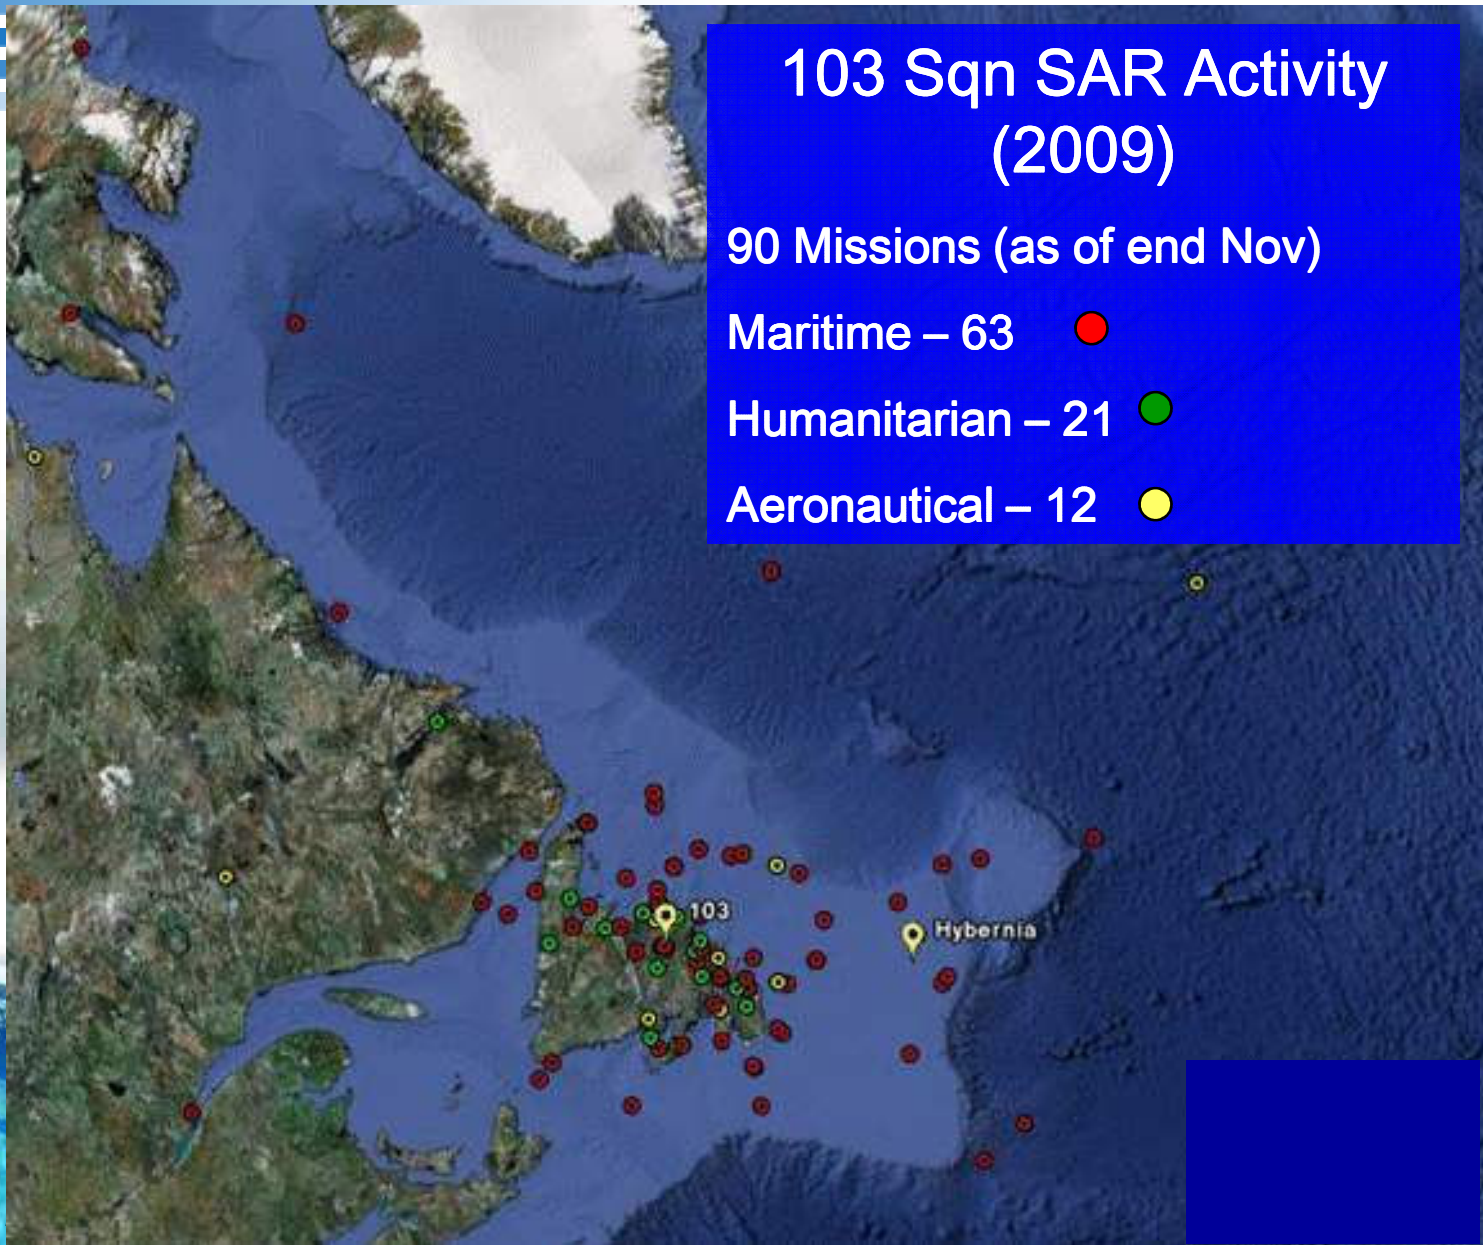 103 Sqn SAR Activity
(2009)
90 Missions (as of end Nov)
Maritime – 63
Humanitarian – 21
Aeronautical – 12
103
Hybernia